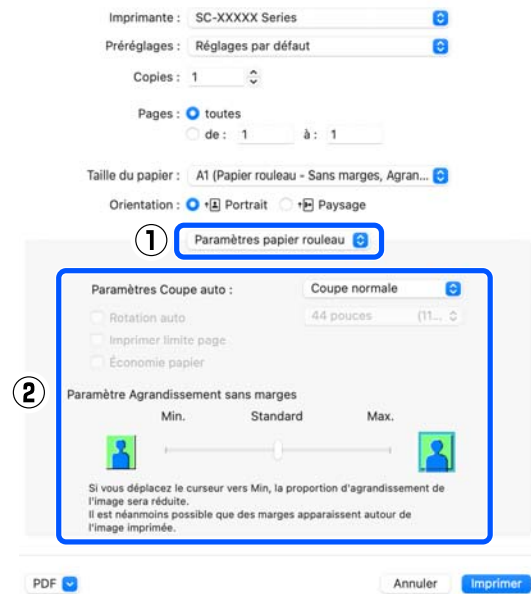 Imprimante : SC-XXXXX Series
Préréglages : Réglages par défaut
Copies : 1
Pages : toutes
de : 1 à : 1
Taille du papier : A1 (Papier rouleau - Sans marges, Agran...
Orientation : Portrait Paysage
① Paramètres papier rouleau
Paramètres Coupe auto : Coupe normale
Rotation auto 44 pouces (11...
Imprimer limite page
Économie papier
②
Paramètre Agrandissement sans marges
Min. Standard Max.
Si vous déplacez le curseur vers Min, la proportion d'agrandissement de
l'image sera réduite.
Il est néanmoins possible que des marges apparaissent autour de
l'image imprimée.
PDF Annuler Imprimer